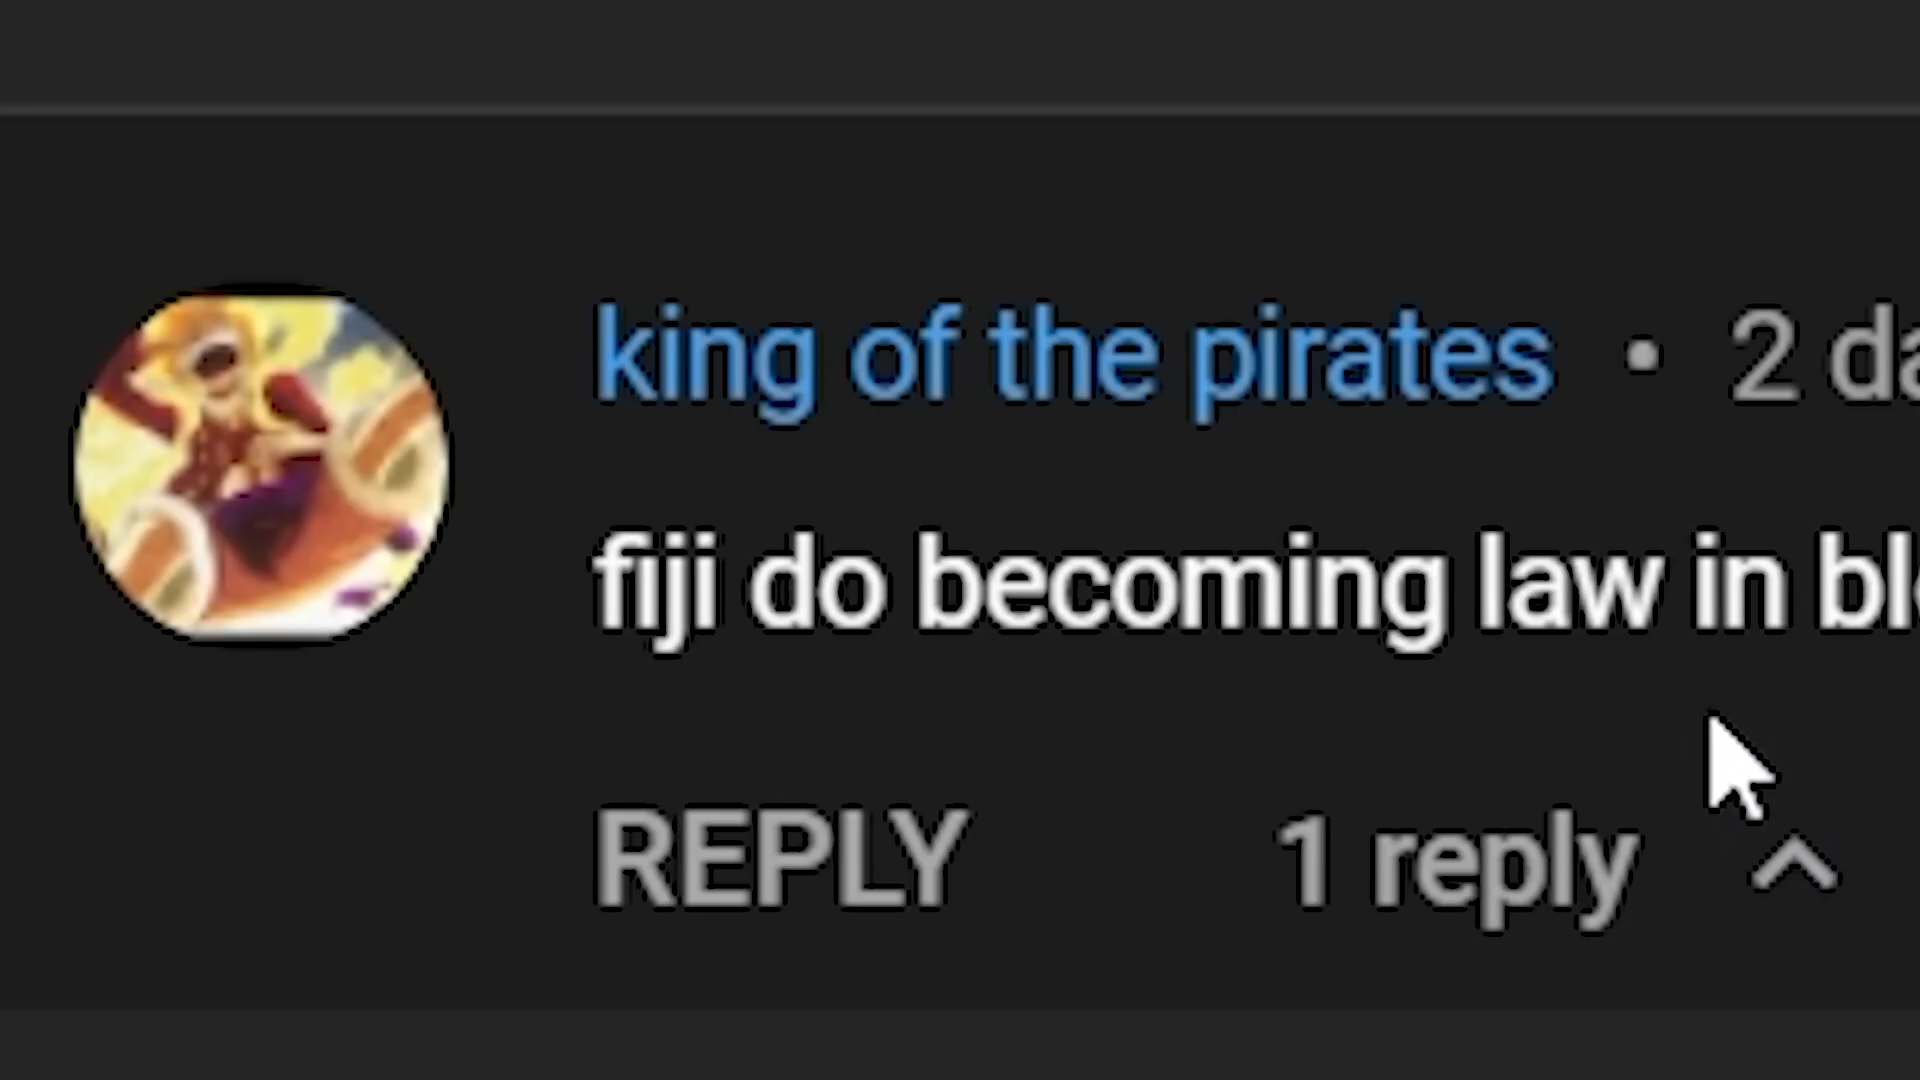 king of the pirates • 2 da
fiji do becoming law in bl
REPLY 1 reply